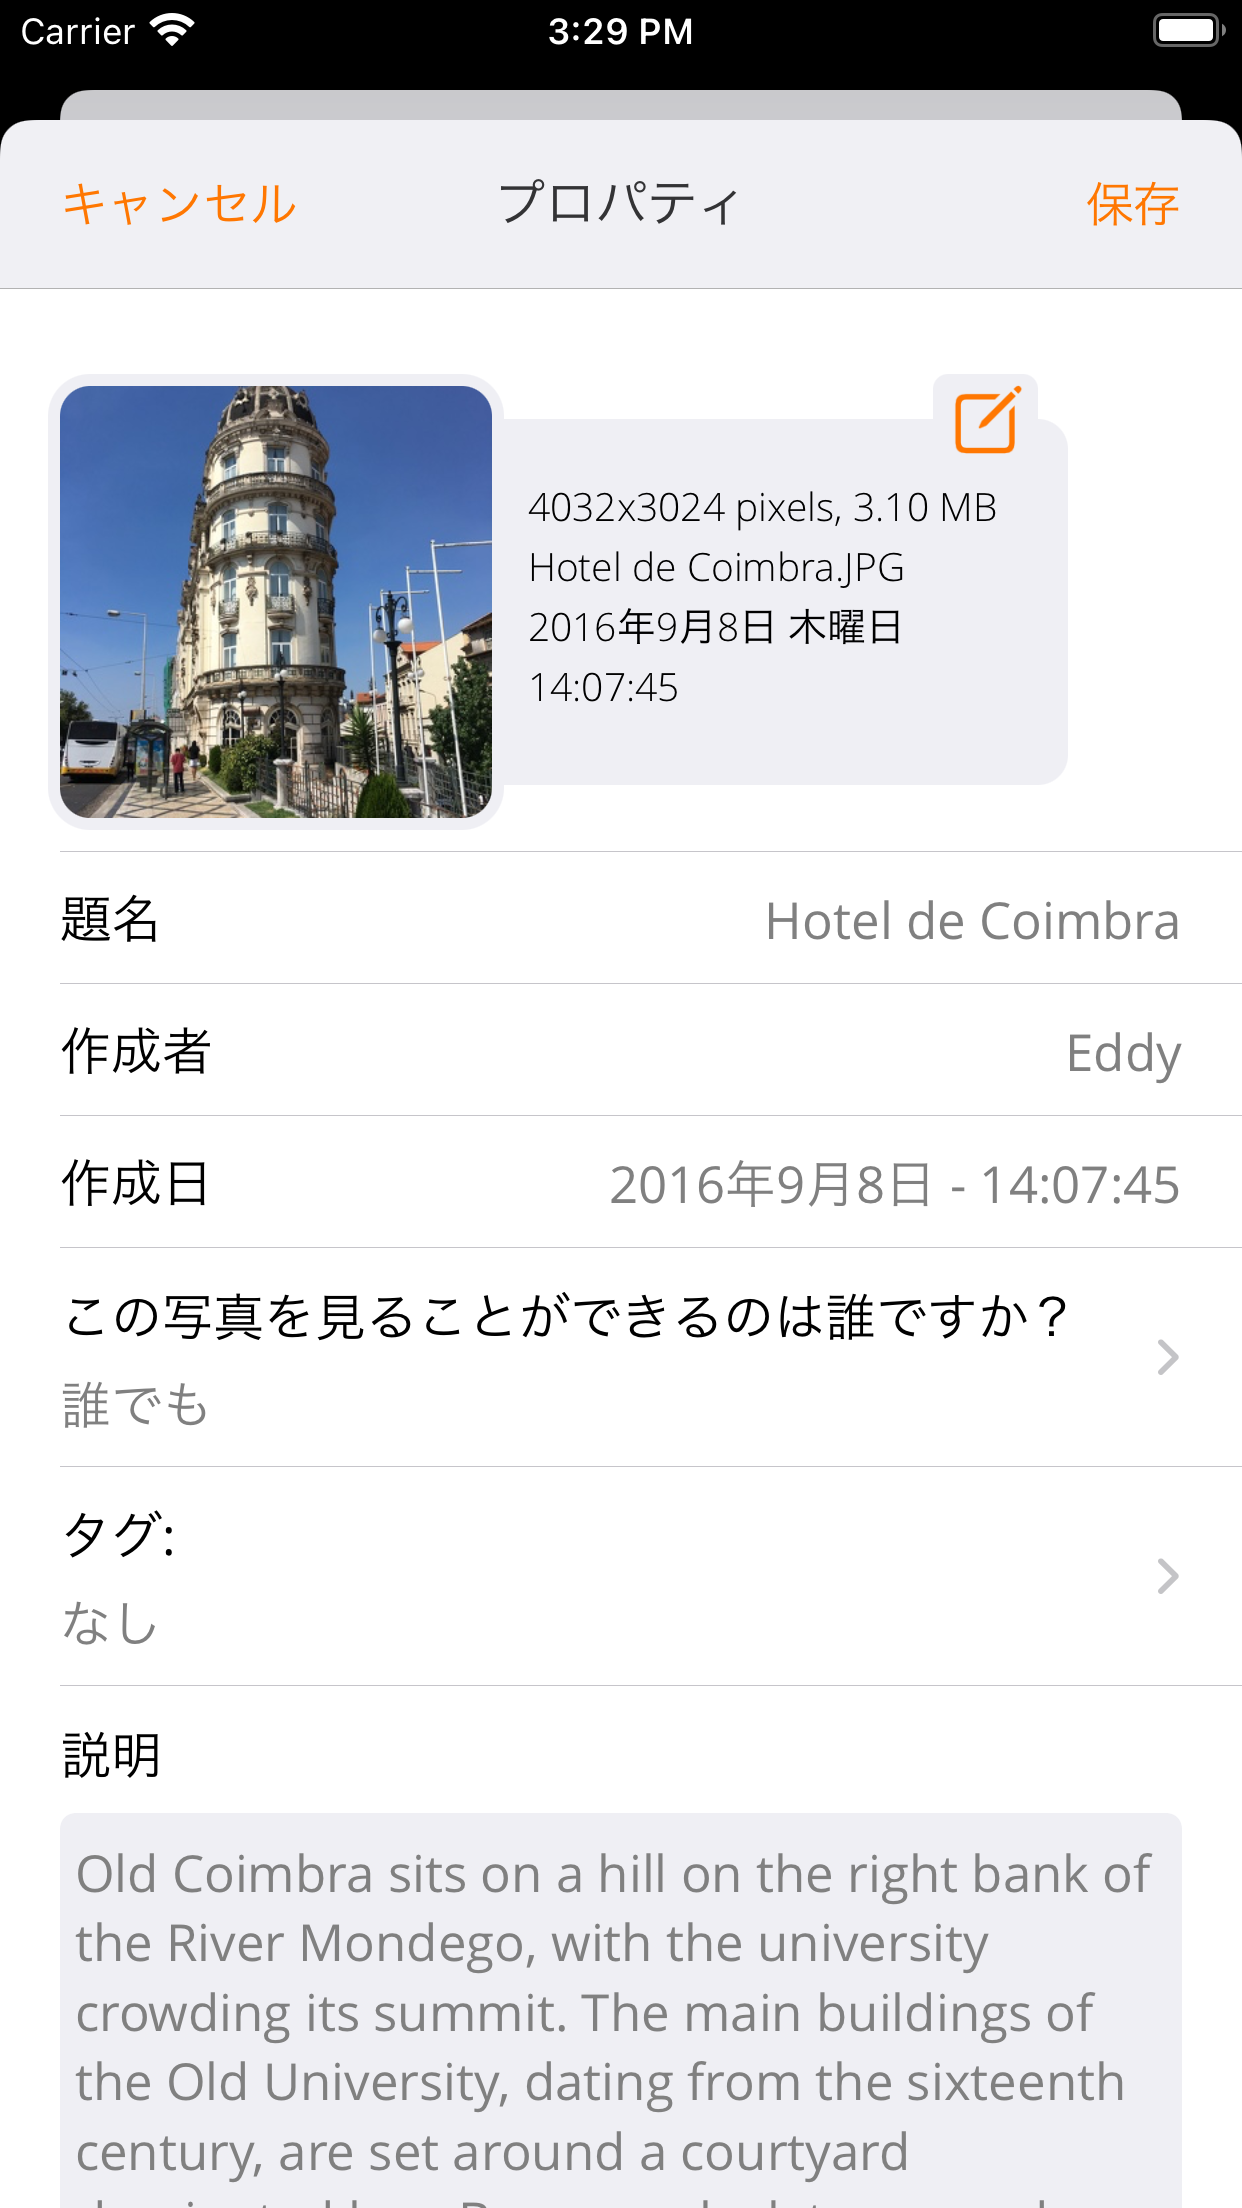 Carrier
3:29 PM
キャンセル
プロパティ
保存
4032x3024 pixels, 3.10 MB
Hotel de Coimbra.JPG
2016年9月8日 木曜日
14:07:45
題名
Hotel de Coimbra
作成者
Eddy
作成日
2016年9月8日 - 14:07:45
この写真を見ることができるのは誰ですか？
誰でも
タグ:
なし
説明
Old Coimbra sits on a hill on the right bank of
the River Mondego, with the university
crowding its summit. The main buildings of
the Old University, dating from the sixteenth
century, are set around a courtyard